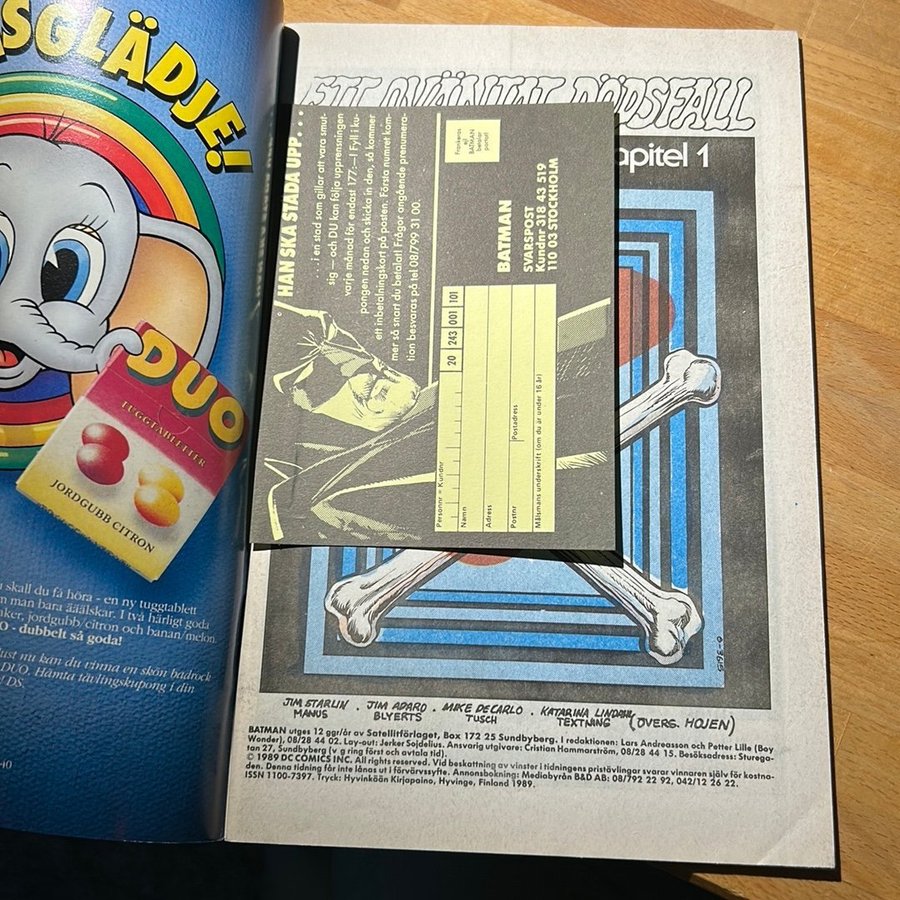 SGLÄDJE!
DUO
TUGGTABLETTER
JORDGUBB CITRON
skall du få höra - en ny tuggtablett
man bara äääälskar. I två härligt goda
jordgubb/citron och banan/melon.
- dubbelt så goda!
Just nu kan du vinna en skön badrock
DUO. Hämta tävlingskupong i din
DS.
ETT OVÄNTAT DÖDSFALL
apitel 1
HAN SKA STÄDA UPP...
...i en stad som gillar att vara smut-
sig – och DU kan följa upprensningen
varje månad för endast 177:–! Fyll i ku-
pongen nedan och skicka in den, så kommer
ett inbetalningskort på posten. Första numret kom-
mer så snart du betalat! Frågor angående prenumera-
tion besvaras på tel 08/799 31 00.
Frankeras
ej
BATMAN
betalar
portot!
BATMAN
SVARSPOST
Kundnr 318 43 519
110 03 STOCKHOLM
20 243 001 101
Personnr = Kundnr
Namn
Adress
Postnr Postadress
Målsmans underskrift (om du är under 16 år)
JIM STARLIN . JIM APARO . MIKE DE CARLO . KATARINA LINDAHL
MANUS BLYERTS TUSCH TEXTNING (ÖVERS. HÖJEN)
BATMAN utges 12 ggr/år av Satellitförlaget, Box 172 25 Sundbyberg. I redaktionen: Lars Andreasson och Petter Lille (Boy
Wonder), 08/28 44 02. Lay-out: Jerker Sojdelius. Ansvarig utgivare: Cristian Hammarström, 08/28 44 15. Besöksadress: Sturega-
tan 27, Sundbyberg (v g ring först och avtala tid).
© 1989 DC COMICS INC. All rights reserved. Vid beskattning av vinster i tidningens pristävlingar svarar vinnaren själv för kostna-
den. Denna tidning får inte lånas ut i förvärvssyfte. Annonsbokning: Mediabyrån B&D AB: 08/792 22 92, 042/12 26 22.
ISSN 1100-7397. Tryck: Hyvinkään Kirjapaino, Hyvinge, Finland 1989.